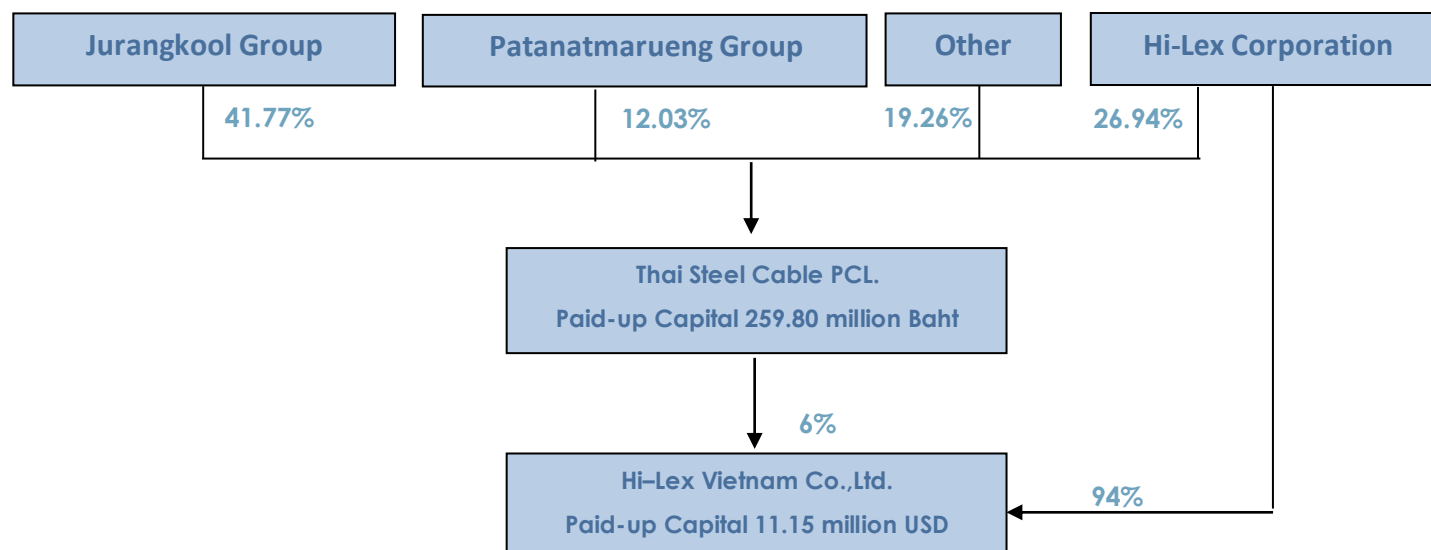 Jurangkool Group
Patanatmarueng Group
Other
Hi-Lex Corporation
41.77%
12.03%
19.26%
26.94%
Thai Steel Cable PCL.
Paid-up Capital 259.80 million Baht
6%
Hi–Lex Vietnam Co.,Ltd.
Paid-up Capital 11.15 million USD
94%